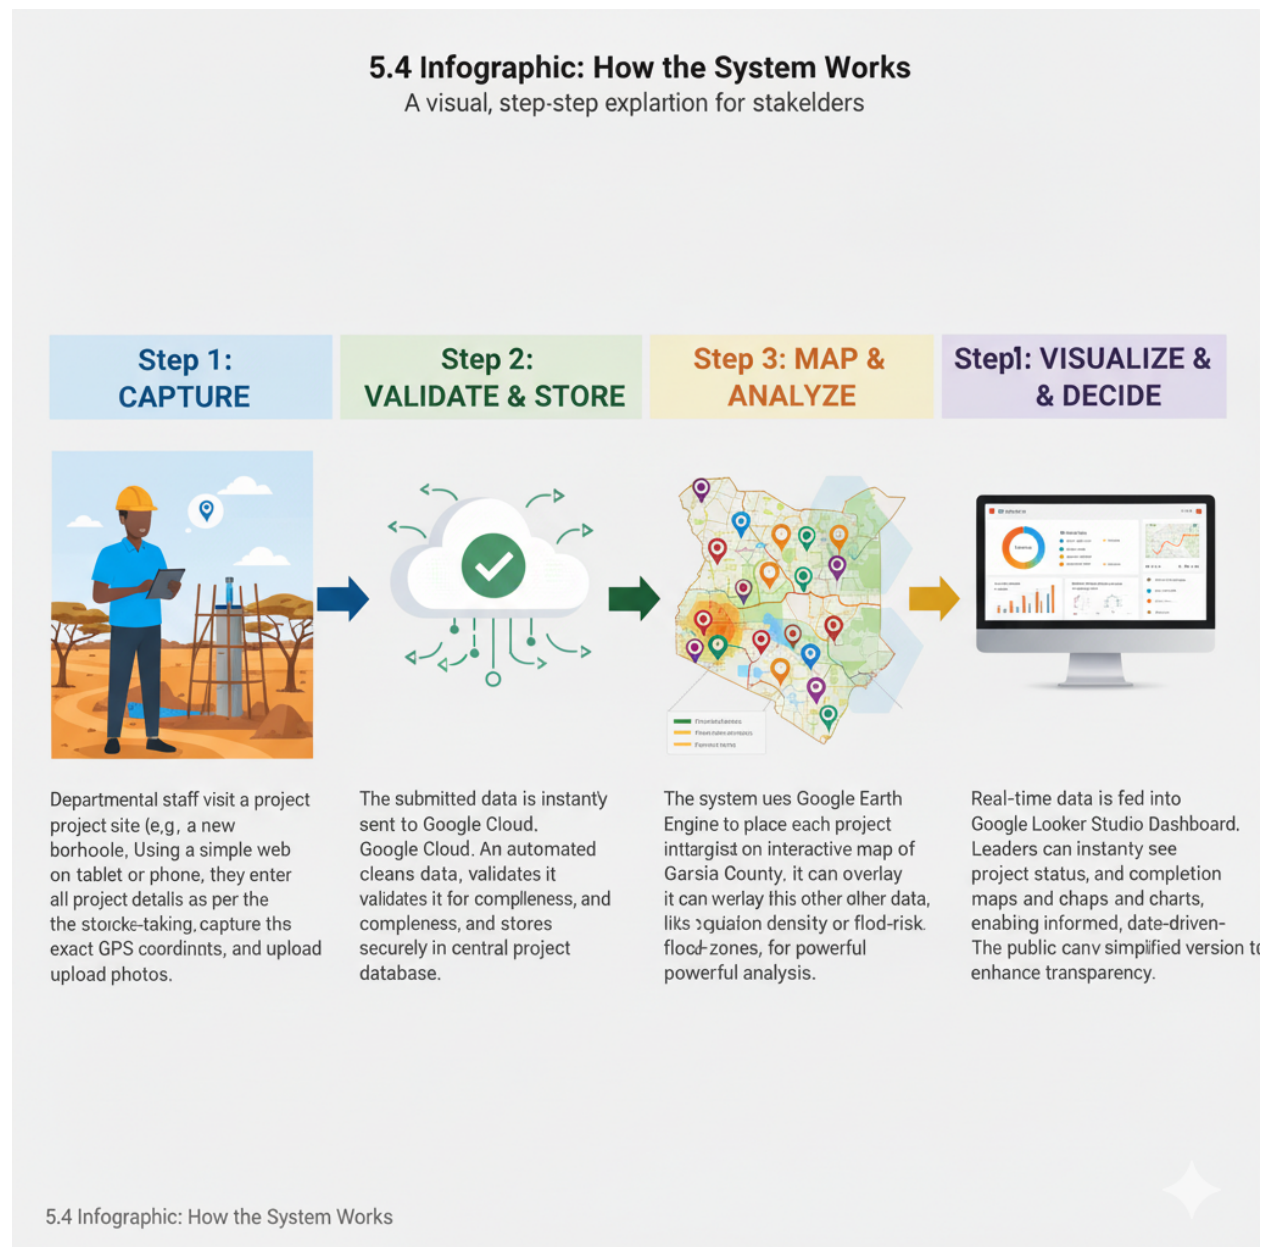 5.4 Infographic: How the System Works
A visual, step-step explartion for stakelders
Step 1:
CAPTURE
Step 2:
VALIDATE & STORE
Step 3: MAP &
ANALYZE
Step1: VISUALIZE &
& DECIDE
Departmental staff visit a project
project site (e,g, a new
borhoole, Using a simple web
on tablet or phone, they enter
all project detalls as per the
the storcke-taking, capture ths
exact GPS coordinnts, and upload
upload photos.
The submitted data is instantly
sent to Google Cloud.
Google Cloud. An automated
cleans data, validates it
validates it for complleness, and
compleness, and stores
securely in central project
database.
The system ues Google Earth
Engine to place each project
inttargist on interactive map of
Garsia County, it can overlay
it can werlay this other other data,
liks density or flod-risk.
flocd-zones, for powerful
powerful analysis.
Real-time data is fed into
Google Looker Studio Dashboard.
Leaders can instanty see
project status, and completion
maps and chaps and charts,
enabling informed, date-driven-
The public canv simplified version to
enhance transparency.
5.4 Infographic: How the System Works